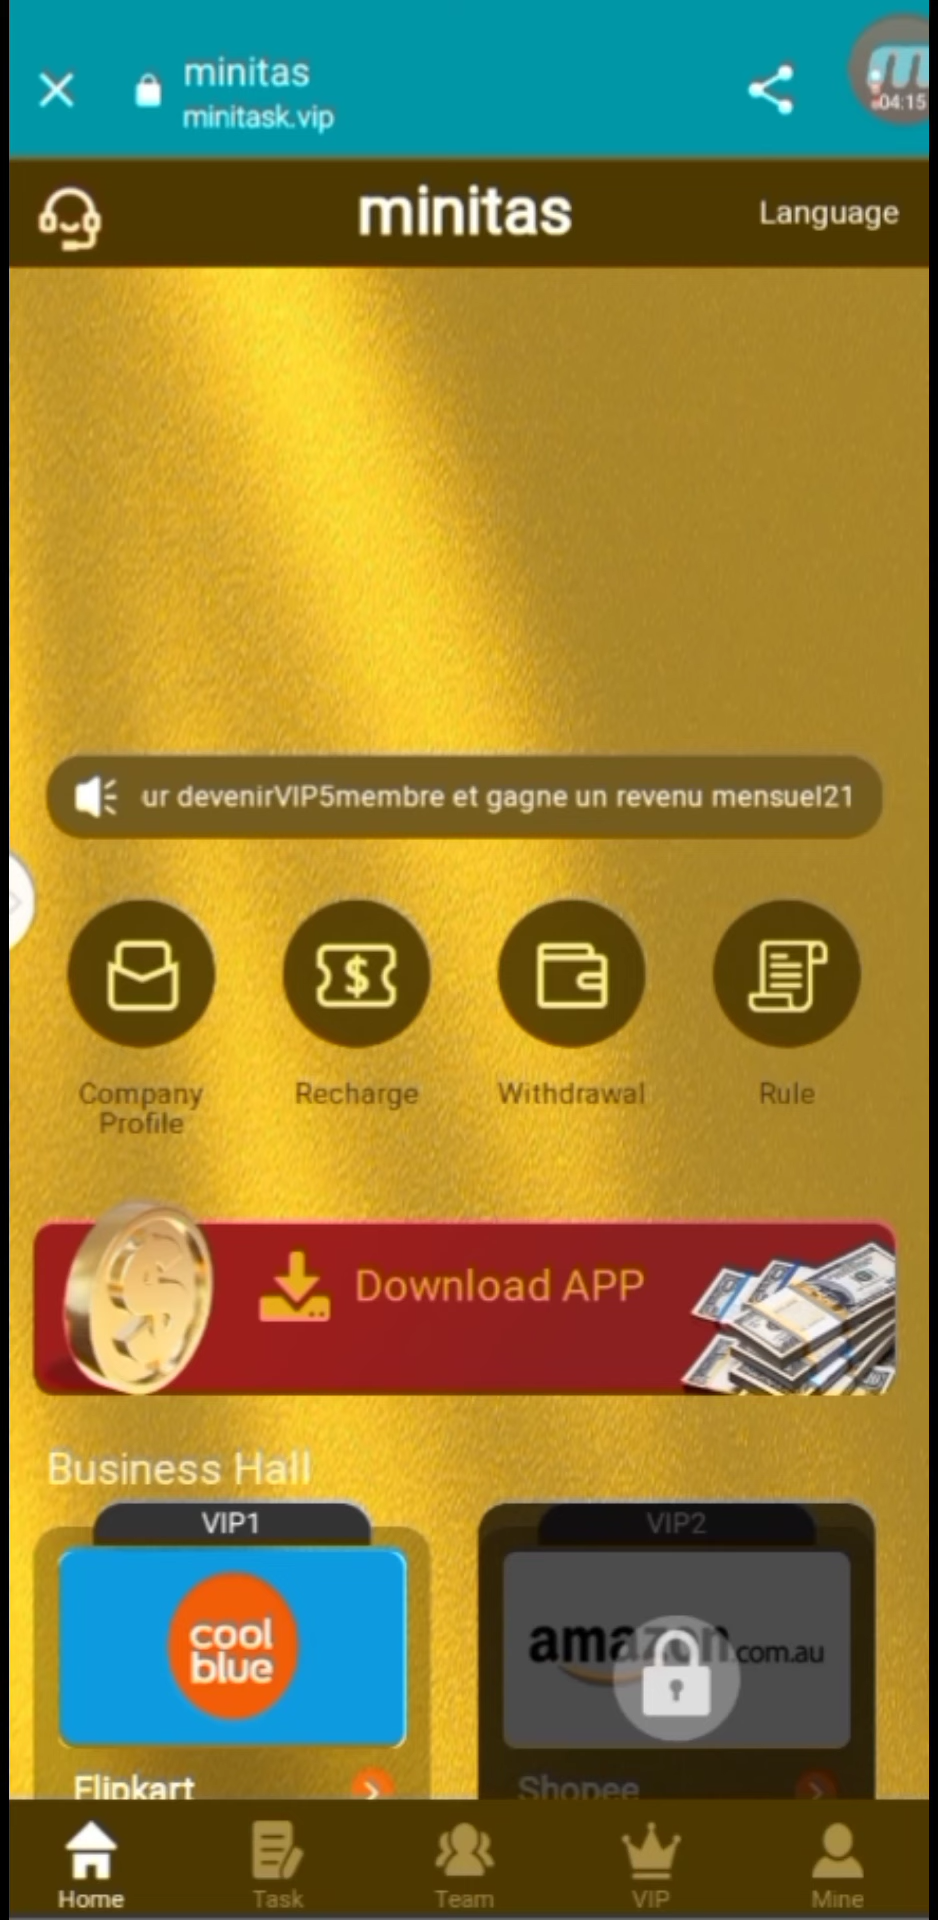 minitas
minitask.vip
04:15
minitas
Language
ur devenirVIP5membre et gagne un revenu mensuel21
Company
Profile
Recharge
Withdrawal
Rule
Download APP
Business Hall
VIP1
VIP2
cool
blue
amazon.com.au
Flipkart
Shopee
Home
Task
Team
VIP
Mine